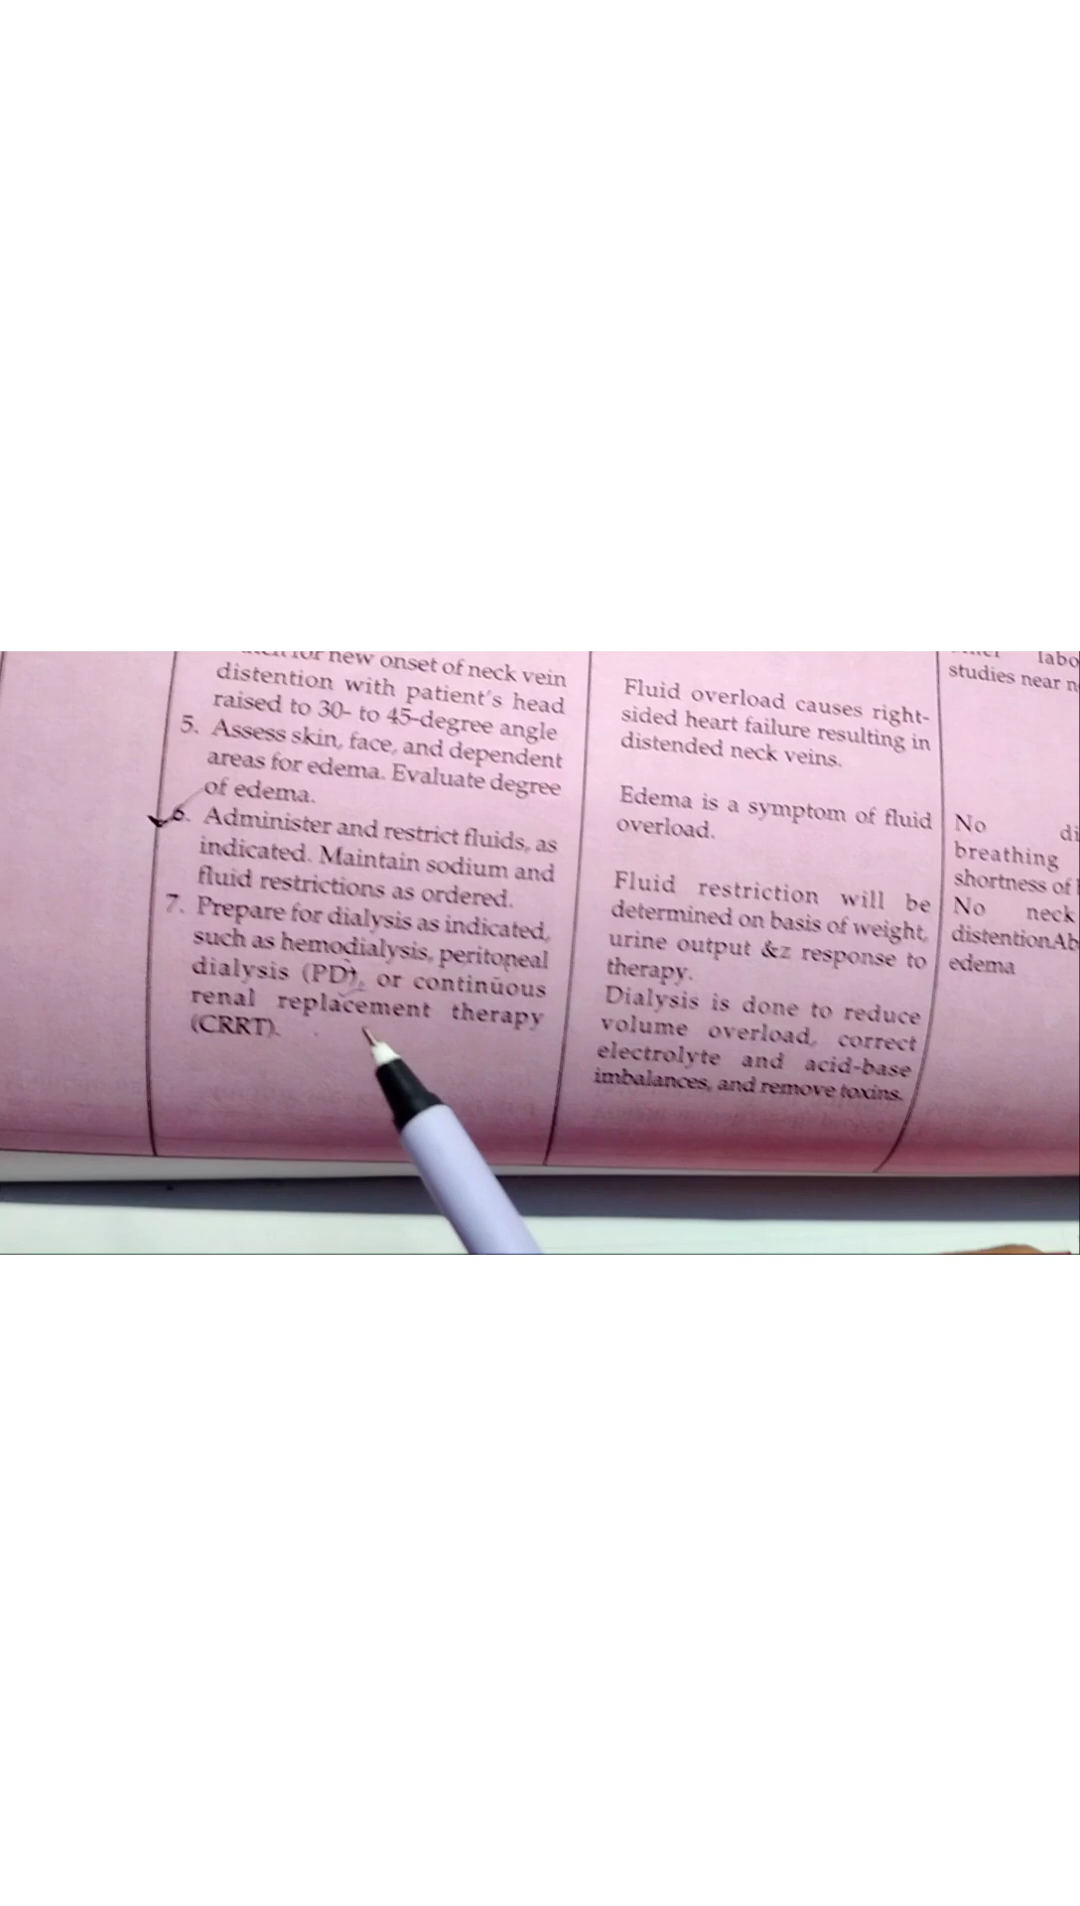 for new onset of neck vein
distention with patient's head
raised to 30- to 45-degree angle
5. Assess skin, face, and dependent
areas for edema. Evaluate degree
of edema.
6. Administer and restrict fluids, as
indicated. Maintain sodium and
fluid restrictions as ordered.
7. Prepare for dialysis as indicated,
such as hemodialysis, peritoneal
dialysis (PD), or continuous
renal replacement therapy
(CRRT).
Fluid overload causes right-
sided heart failure resulting in
distended neck veins.
Edema is a symptom of fluid
overload.
Fluid restriction will be
determined on basis of weight,
urine output &z response to
therapy.
Dialysis is done to reduce
volume overload, correct
electrolyte and acid-base
imbalances, and remove toxins.
labo
studies near n
No di
breathing
shortness of
No neck
distentionAb
edema